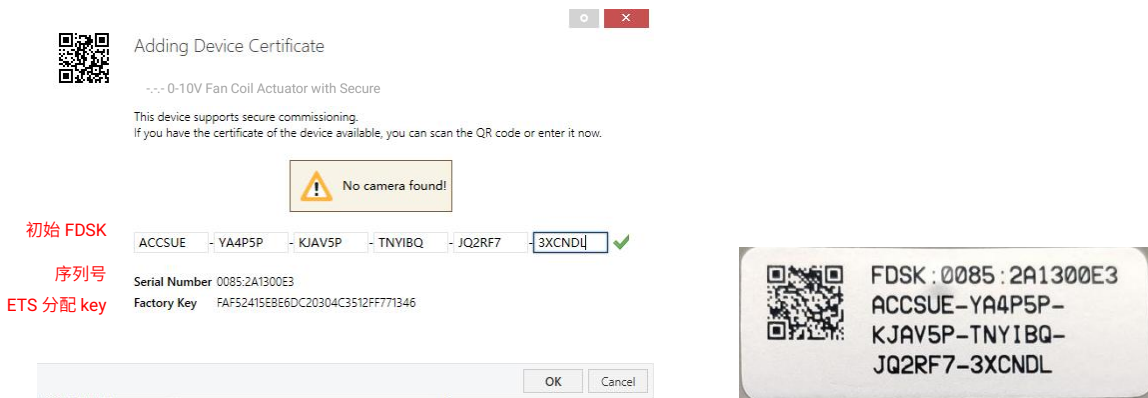 Adding Device Certificate
-.-.- 0-10V Fan Coil Actuator with Secure
This device supports secure commissioning.
If you have the certificate of the device available, you can scan the QR code or enter it now.
No camera found!
初始 FDSK
ACCSUE - YA4P5P - KJAV5P - TNYIBQ - JQ2RF7 - 3XCNDL
序列号
Serial Number 0085:2A1300E3
ETS 分配 key
Factory Key FAF52415EBE6DC20304C3512FF771346
OK Cancel
FDSK:0085:2A1300E3
ACCSUE-YA4P5P-
KJAV5P-TNYIBQ-
JQ2RF7-3XCNDL